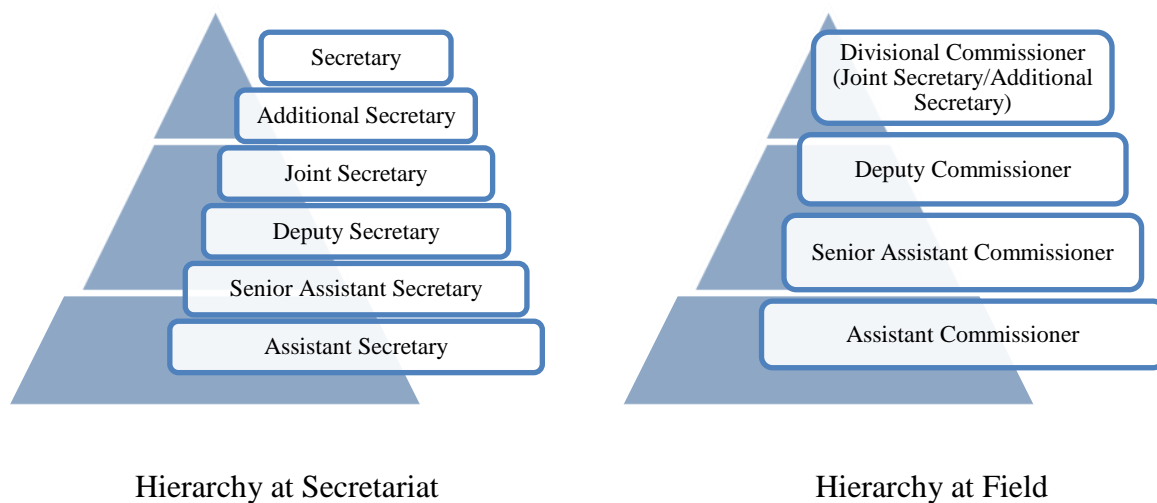 Secretary
Additional Secretary
Joint Secretary
Deputy Secretary
Senior Assistant Secretary
Assistant Secretary
Hierarchy at Secretariat
Divisional Commissioner
(Joint Secretary/Additional
Secretary)
Deputy Commissioner
Senior Assistant Commissioner
Assistant Commissioner
Hierarchy at Field